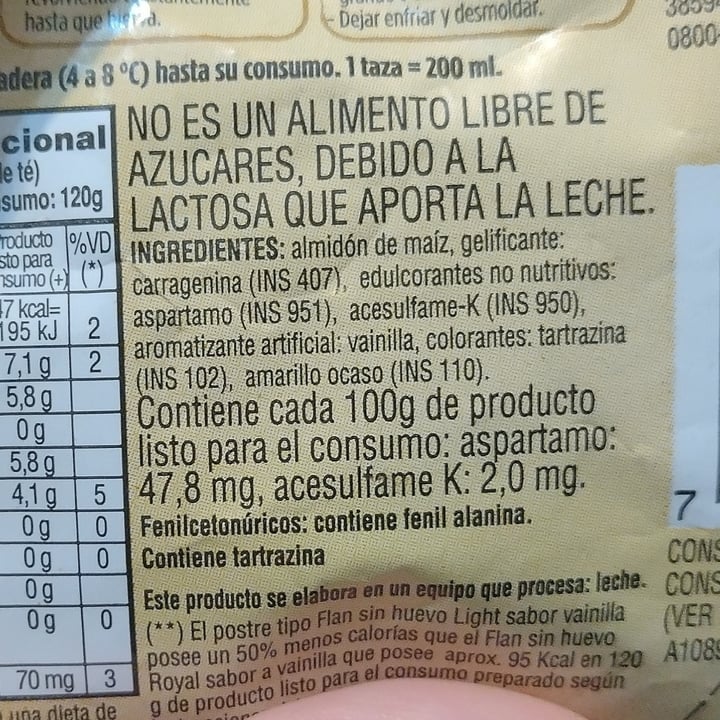 hasta que
Dejar enfriar y desmoldar.
0800
(4 a 8 °C) hasta su consumo. 1 taza = 200 ml.
NO ES UN ALIMENTO LIBRE DE
AZUCARES, DEBIDO A LA
LACTOSA QUE APORTA LA LECHE.
INGREDIENTES: almidón de maíz, gelificante:
carragenina (INS 407), edulcorantes no nutritivos:
aspartamo (INS 951), acesulfame-K (INS 950),
aromatizante artificial: vainilla, colorantes: tartrazina
(INS 102), amarillo ocaso (INS 110).
Contiene cada 100g de producto
listo para el consumo: aspartamo:
47,8 mg, acesulfame K: 2,0 mg.
Fenilcetonúricos: contiene fenil alanina.
Contiene tartrazina
Este producto se elabora en un equipo que procesa: leche.
(**) El postre tipo Flan sin huevo Light sabor vainilla
posee un 50% menos calorías que el Flan sin huevo
Royal sabor a vainilla que posee aprox. 95 Kcal en 120
g de producto listo para el consumo preparado según
té)
120g
%VD
para (*)
(+)
kcal=
195 kJ 2
7,1 g 2
5,8 g
0 g
5,8 g
4,1 g 5
0 g 0
0 g 0
0 g
0 g 0
70 mg 3
una dieta de
7
(VER